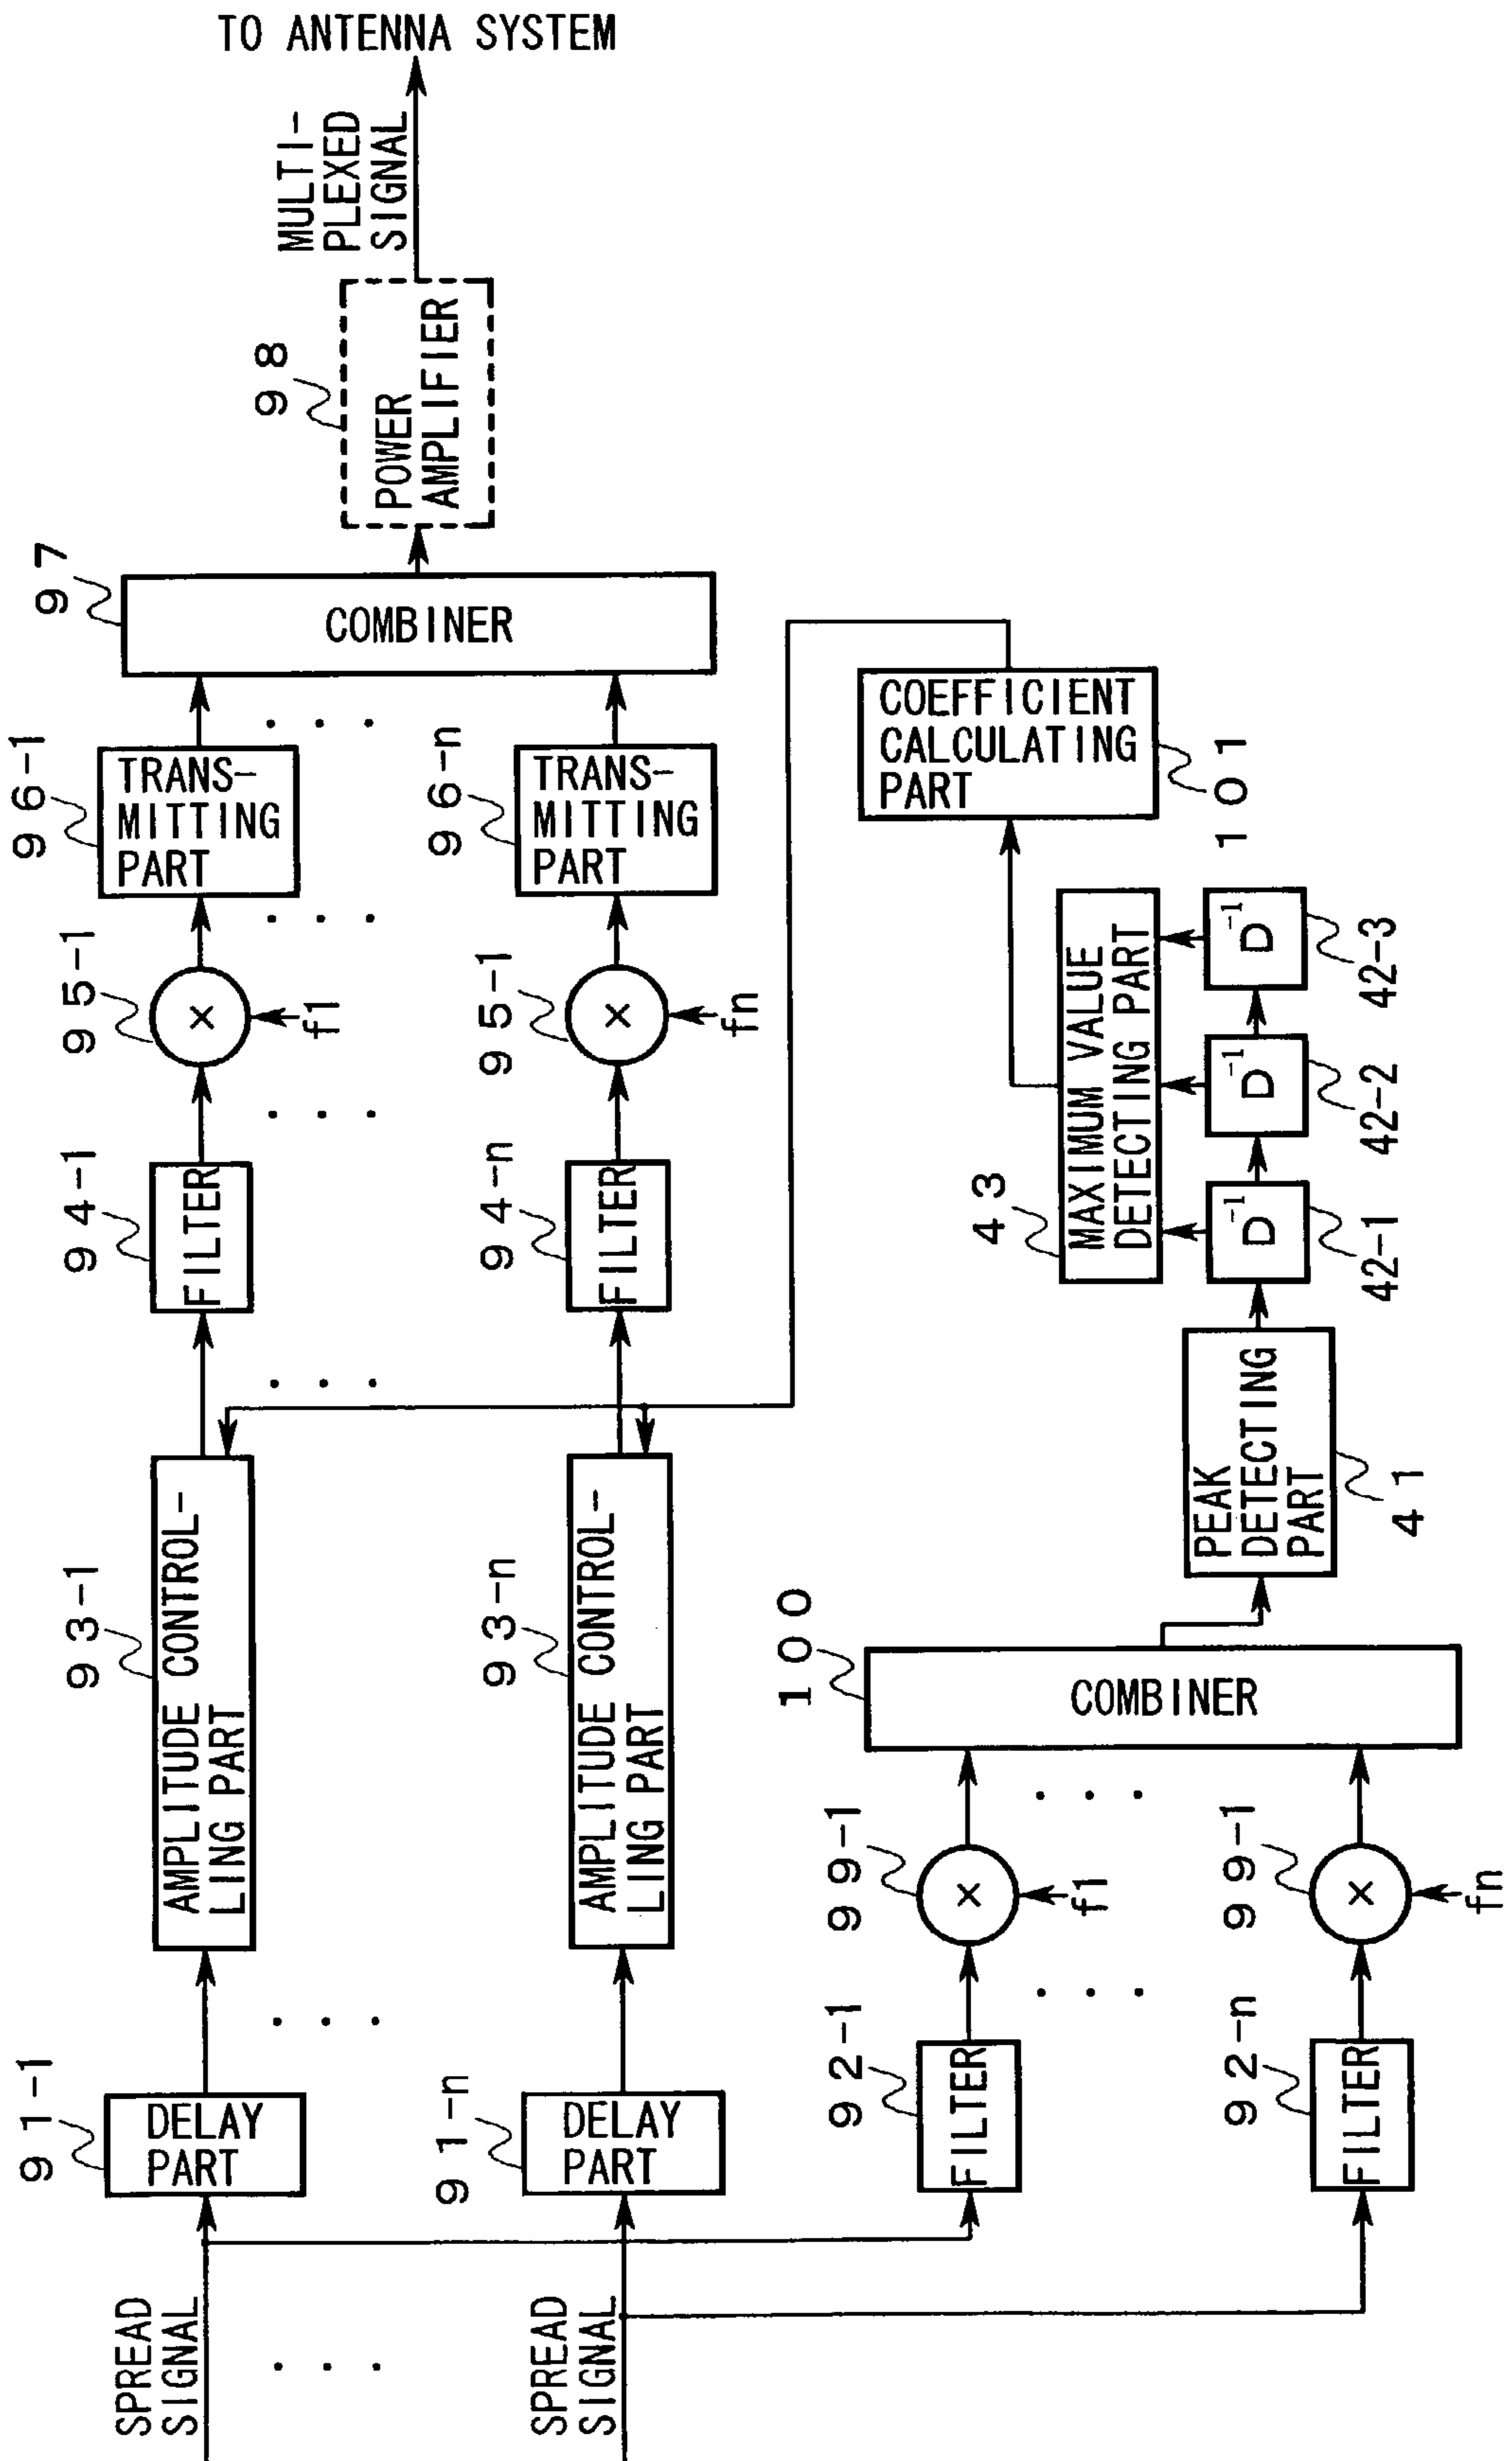 TO ANTENNA SYSTEM
MULTI-
PLEXED
SIGNAL
98
POWER
AMPLIFIER
97
COMBINER
96-1
TRANS-
MITTING
PART
. . .
96-n
TRANS-
MITTING
PART
95-1
×
f1
. . .
95-1
×
fn
94-1
FILTER
. . .
94-n
FILTER
. . .
93-1
AMPLITUDE CONTROL-
LING PART
93-n
AMPLITUDE CONTROL-
LING PART
91-1
DELAY
PART
. . .
91-n
DELAY
PART
SPREAD
SIGNAL
. . .
SPREAD
SIGNAL
COEFFICIENT
CALCULATING
PART
101
43
MAXIMUM VALUE
DETECTING PART
D-1
42-1
D-1
42-2
D-1
42-3
PEAK
DETECTING
PART
41
100
COMBINER
99-1
×
f1
. . .
99-1
×
fn
92-1
FILTER
. . .
92-n
FILTER